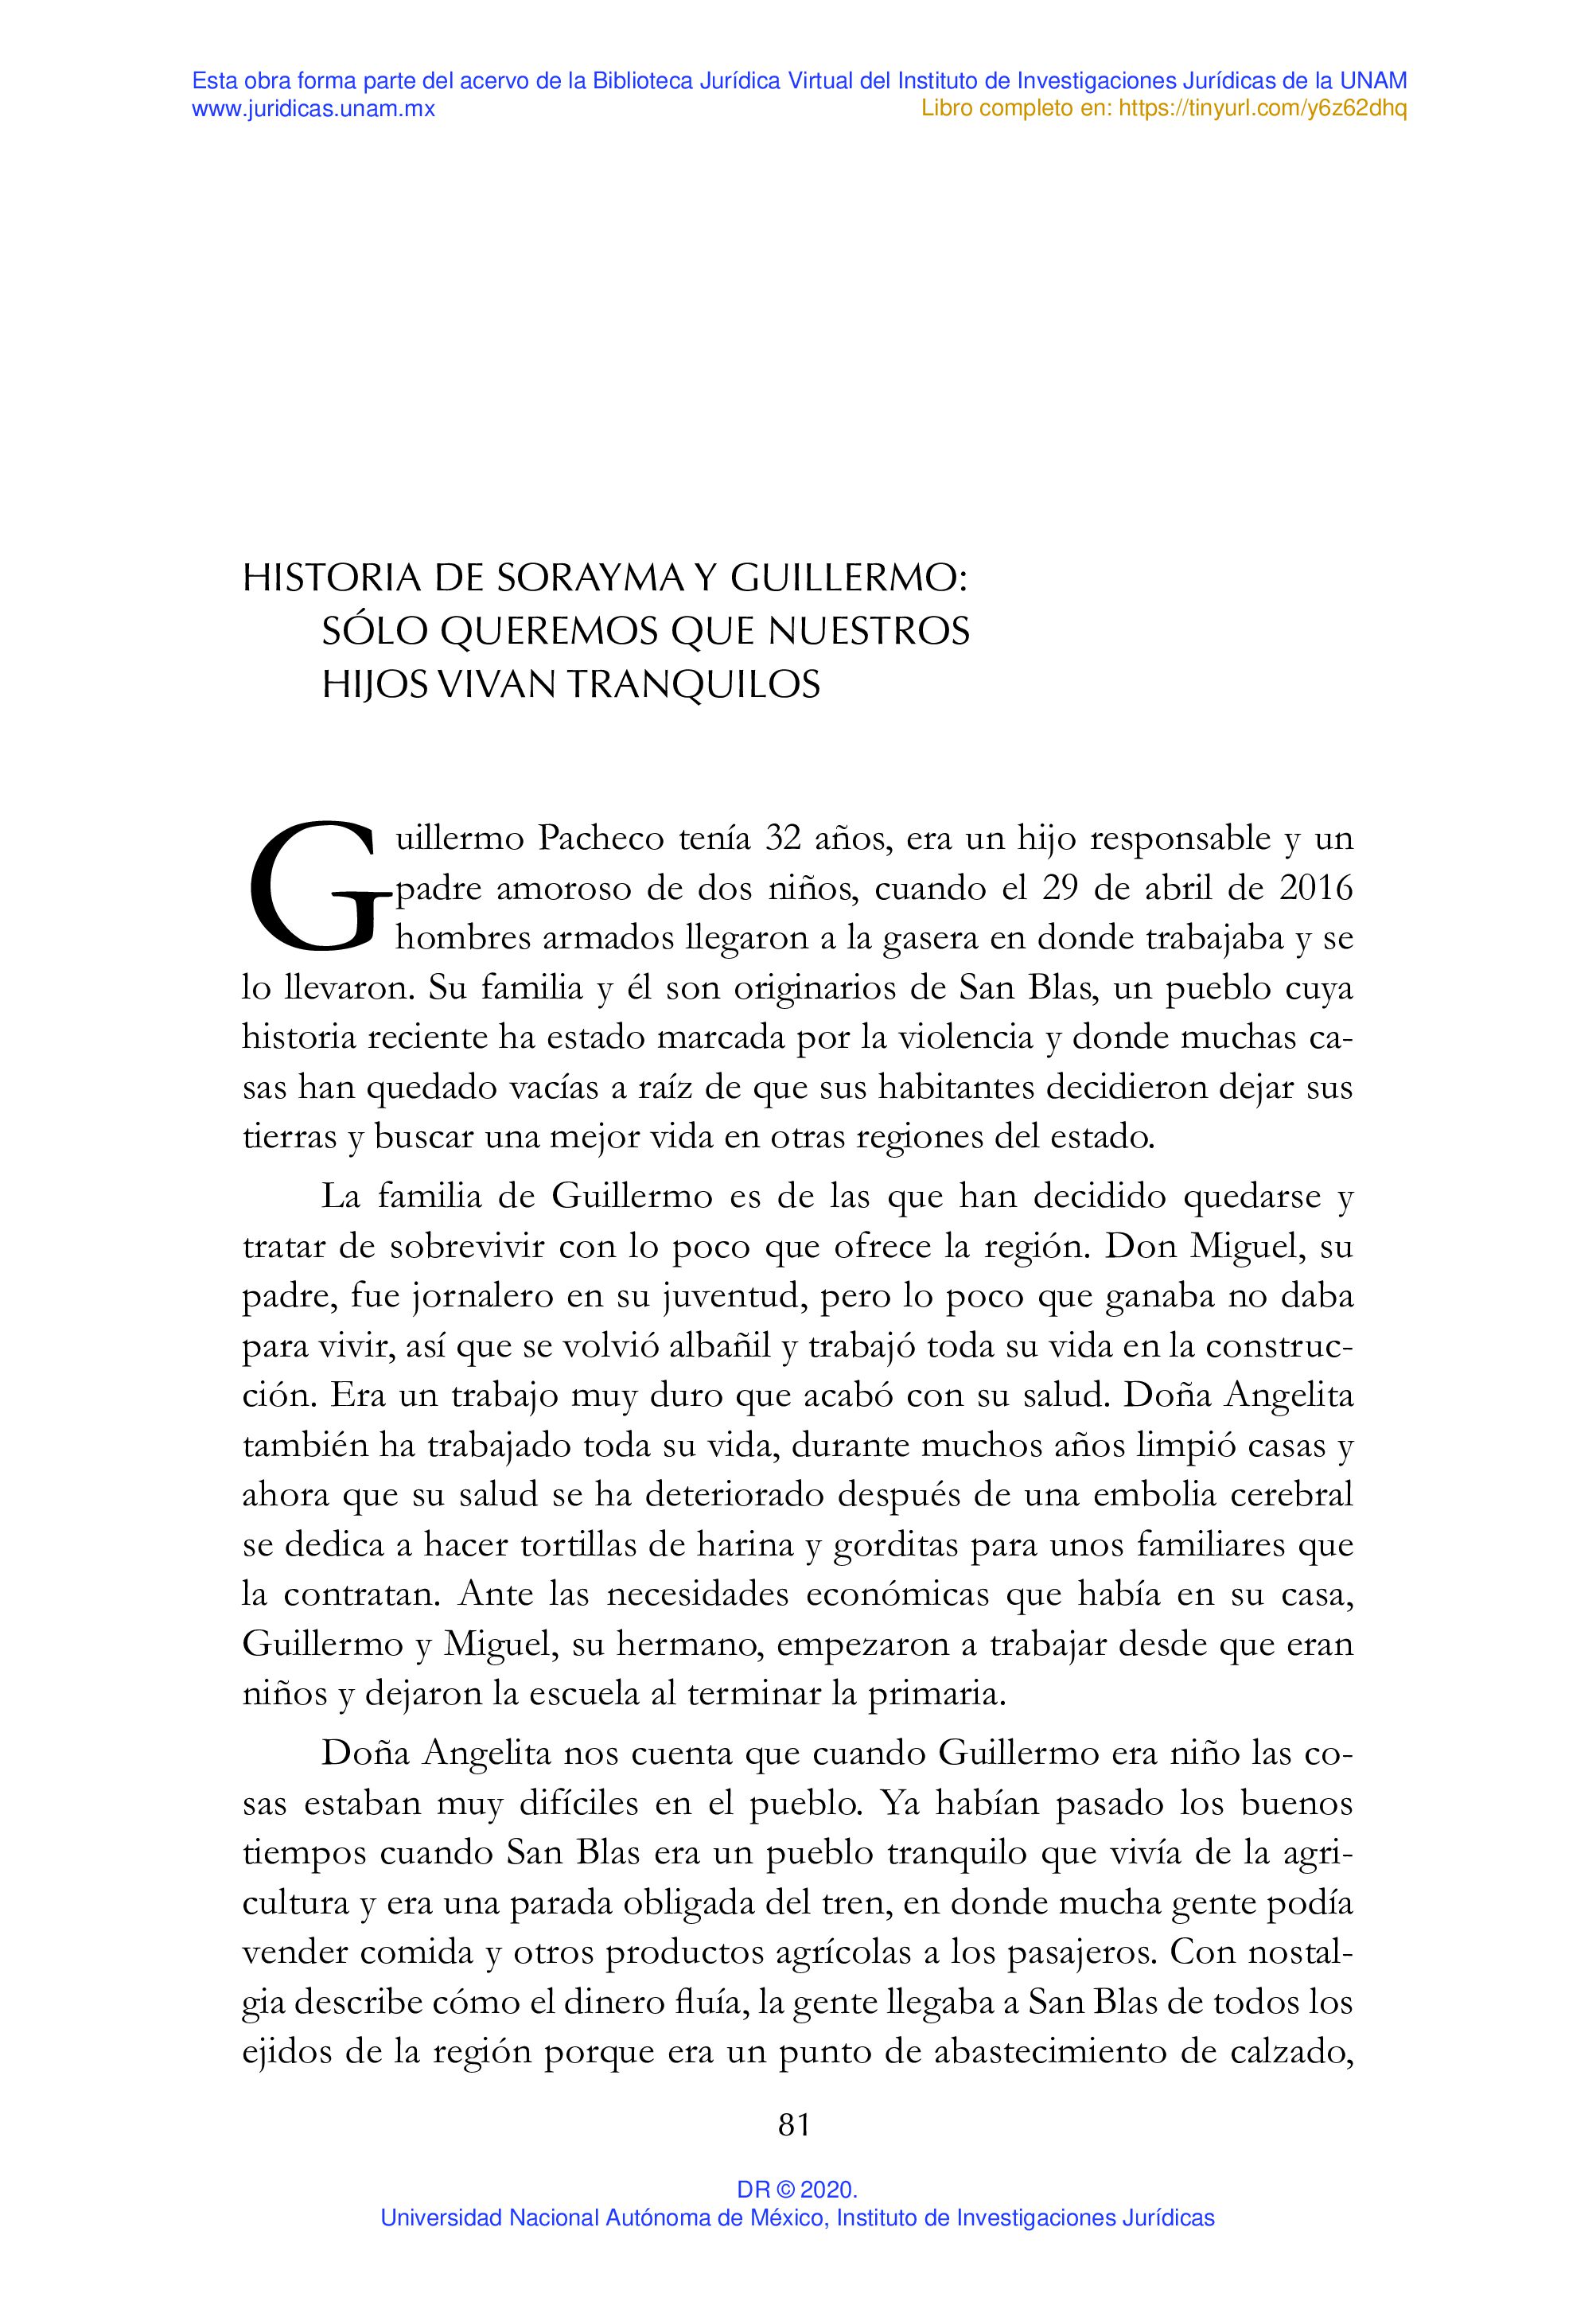 Esta obra forma parte del acervo de la Biblioteca Jurídica Virtual del Instituto de Investigaciones Jurídicas de la UNAM
www.juridicas.unam.mx Libro completo en: https://tinyurl.com/y6z62dhq
HISTORIA DE SORAYMA Y GUILLERMO:
SÓLO QUEREMOS QUE NUESTROS
HIJOS VIVAN TRANQUILOS
Guillermo Pacheco tenía 32 años, era un hijo responsable y un
padre amoroso de dos niños, cuando el 29 de abril de 2016
hombres armados llegaron a la gasera en donde trabajaba y se
lo llevaron. Su familia y él son originarios de San Blas, un pueblo cuya
historia reciente ha estado marcada por la violencia y donde muchas ca-
sas han quedado vacías a raíz de que sus habitantes decidieron dejar sus
tierras y buscar una mejor vida en otras regiones del estado.
La familia de Guillermo es de las que han decidido quedarse y
tratar de sobrevivir con lo poco que ofrece la región. Don Miguel, su
padre, fue jornalero en su juventud, pero lo poco que ganaba no daba
para vivir, así que se volvió albañil y trabajó toda su vida en la construc-
ción. Era un trabajo muy duro que acabó con su salud. Doña Angelita
también ha trabajado toda su vida, durante muchos años limpió casas y
ahora que su salud se ha deteriorado después de una embolia cerebral
se dedica a hacer tortillas de harina y gorditas para unos familiares que
la contratan. Ante las necesidades económicas que había en su casa,
Guillermo y Miguel, su hermano, empezaron a trabajar desde que eran
niños y dejaron la escuela al terminar la primaria.
Doña Angelita nos cuenta que cuando Guillermo era niño las co-
sas estaban muy difíciles en el pueblo. Ya habían pasado los buenos
tiempos cuando San Blas era un pueblo tranquilo que vivía de la agri-
cultura y era una parada obligada del tren, en donde mucha gente podía
vender comida y otros productos agrícolas a los pasajeros. Con nostal-
gia describe cómo el dinero fluía, la gente llegaba a San Blas de todos los
ejidos de la región porque era un punto de abastecimiento de calzado,
81
DR © 2020.
Universidad Nacional Autónoma de México, Instituto de Investigaciones Jurídicas